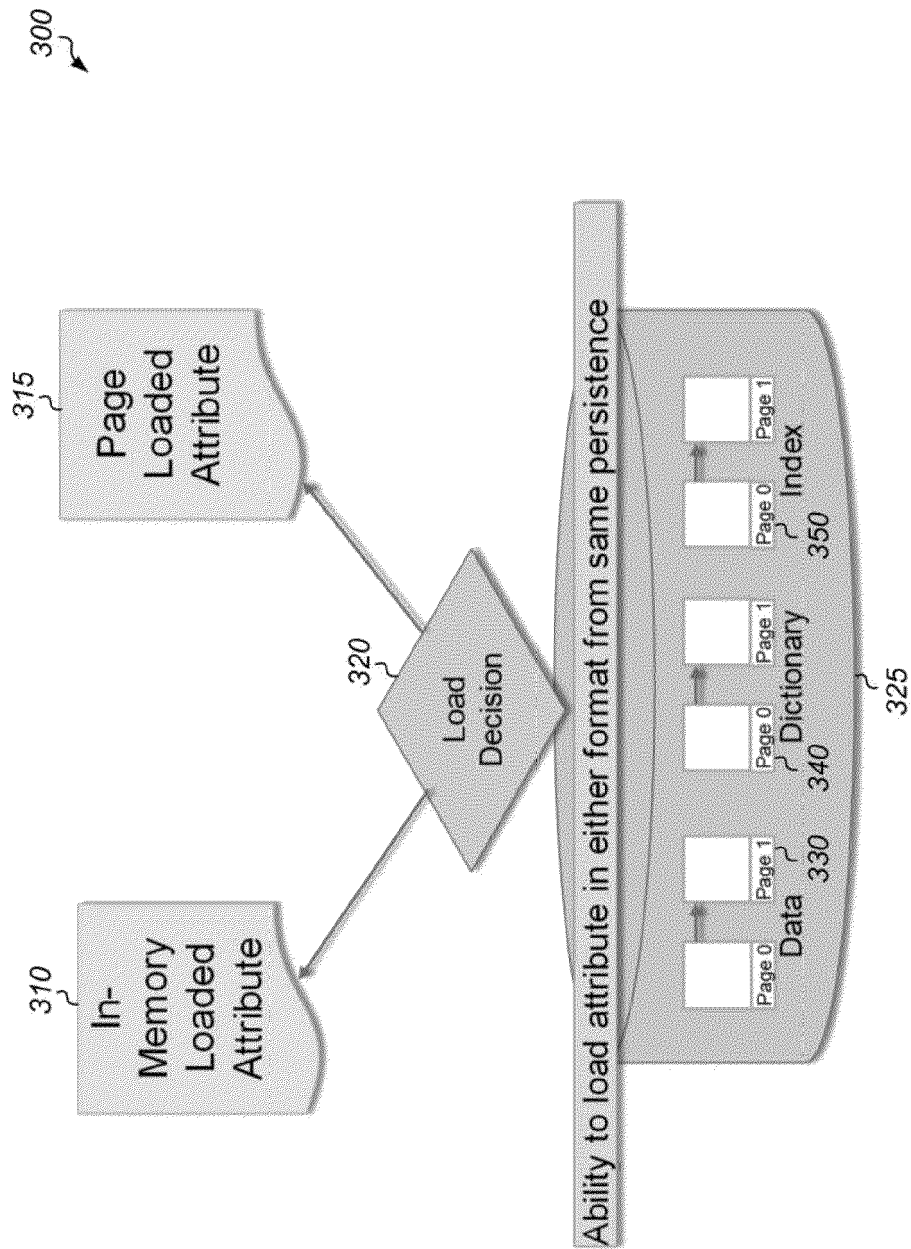 300
310
315
In-
Memory
Loaded
Attribute
Page
Loaded
Attribute
320
Load
Decision
Ability to load attribute in either format from same persistence
Page 0
Page 1
Page 0
Page 1
Page 0
Page 1
Data
330
340
Dictionary
350
Index
325